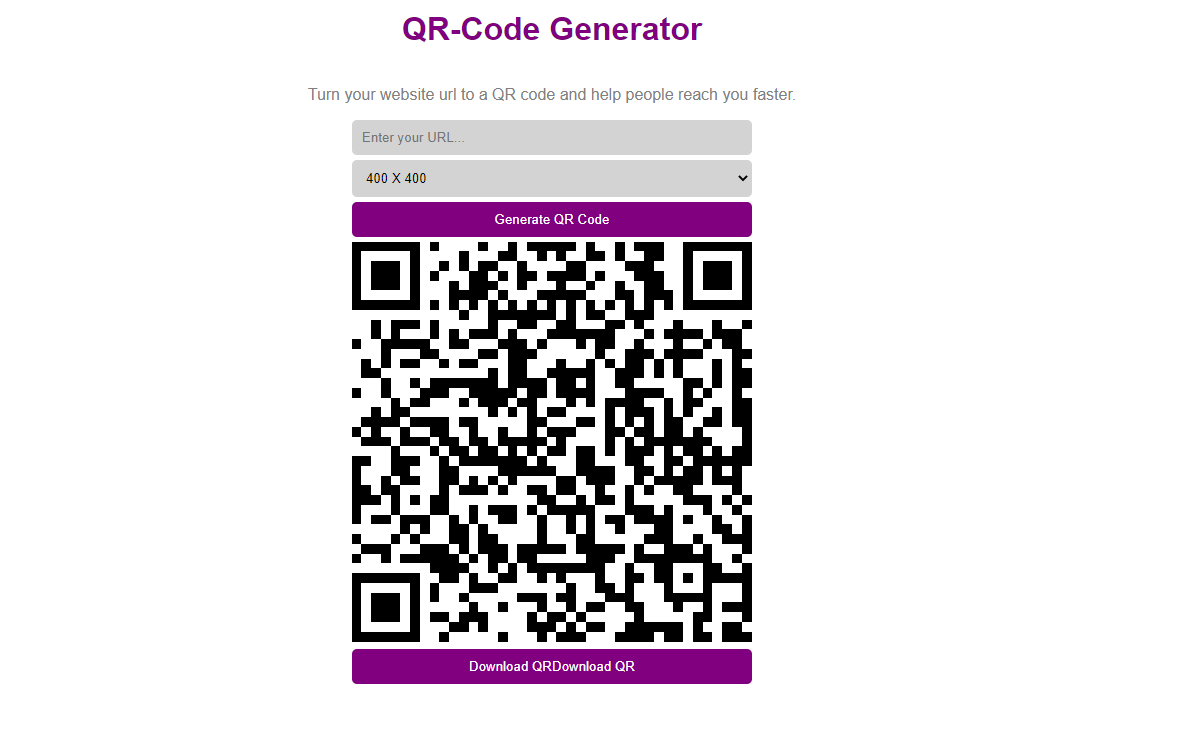 QR-Code Generator
Turn your website url to a QR code and help people reach you faster.
Enter your URL...
400 X 400
Generate QR Code
Download QRDownload QR